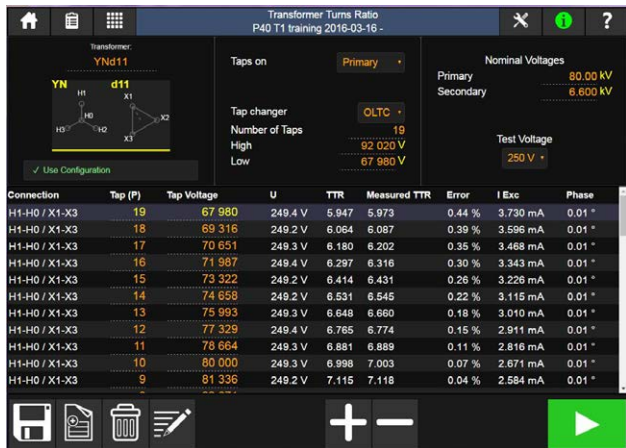 Transformer Turns Ratio
P40 T1 training 2016-03-16 -
i
?
Transformer:
YNd11
YN d11
H1 X1
H0 X2
H3 H2 X3
✓ Use Configuration
Taps on Primary
Tap changer OLTC
Number of Taps 19
High 92 020 V
Low 67 980 V
Nominal Voltages
Primary 80.00 kV
Secondary 6.600 kV
Test Voltage
250 V
Connection Tap (P) Tap Voltage U TTR Measured TTR Error I Exc Phase
H1-H0 / X1-X3 19 67 980 249.4 V 5.947 5.973 0.44 % 3.730 mA 0.01 °
H1-H0 / X1-X3 18 69 316 249.2 V 6.064 6.087 0.39 % 3.596 mA 0.01 °
H1-H0 / X1-X3 17 70 651 249.3 V 6.180 6.202 0.35 % 3.468 mA 0.01 °
H1-H0 / X1-X3 16 71 987 249.4 V 6.297 6.316 0.30 % 3.343 mA 0.01 °
H1-H0 / X1-X3 15 73 322 249.2 V 6.414 6.431 0.26 % 3.226 mA 0.01 °
H1-H0 / X1-X3 14 74 658 249.2 V 6.531 6.545 0.22 % 3.115 mA 0.01 °
H1-H0 / X1-X3 13 75 993 249.3 V 6.648 6.660 0.18 % 3.010 mA 0.01 °
H1-H0 / X1-X3 12 77 329 249.4 V 6.765 6.774 0.15 % 2.911 mA 0.01 °
H1-H0 / X1-X3 11 78 664 249.3 V 6.881 6.889 0.11 % 2.816 mA 0.01 °
H1-H0 / X1-X3 10 80 000 249.3 V 6.998 7.003 0.07 % 2.671 mA 0.01 °
H1-H0 / X1-X3 9 81 336 249.2 V 7.115 7.118 0.04 % 2.584 mA 0.01 °